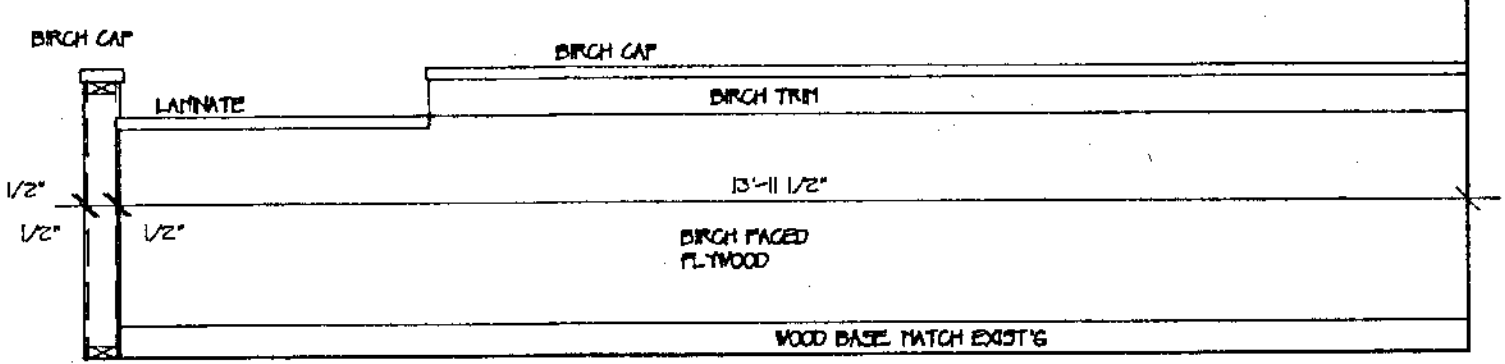 BIRCH CAP
BIRCH CAP
LAMINATE
BIRCH TRIM
1/2"
13'-11 1/2"
1/2"
1/2"
BIRCH FACED
PLYWOOD
WOOD BASE MATCH EXIST'G